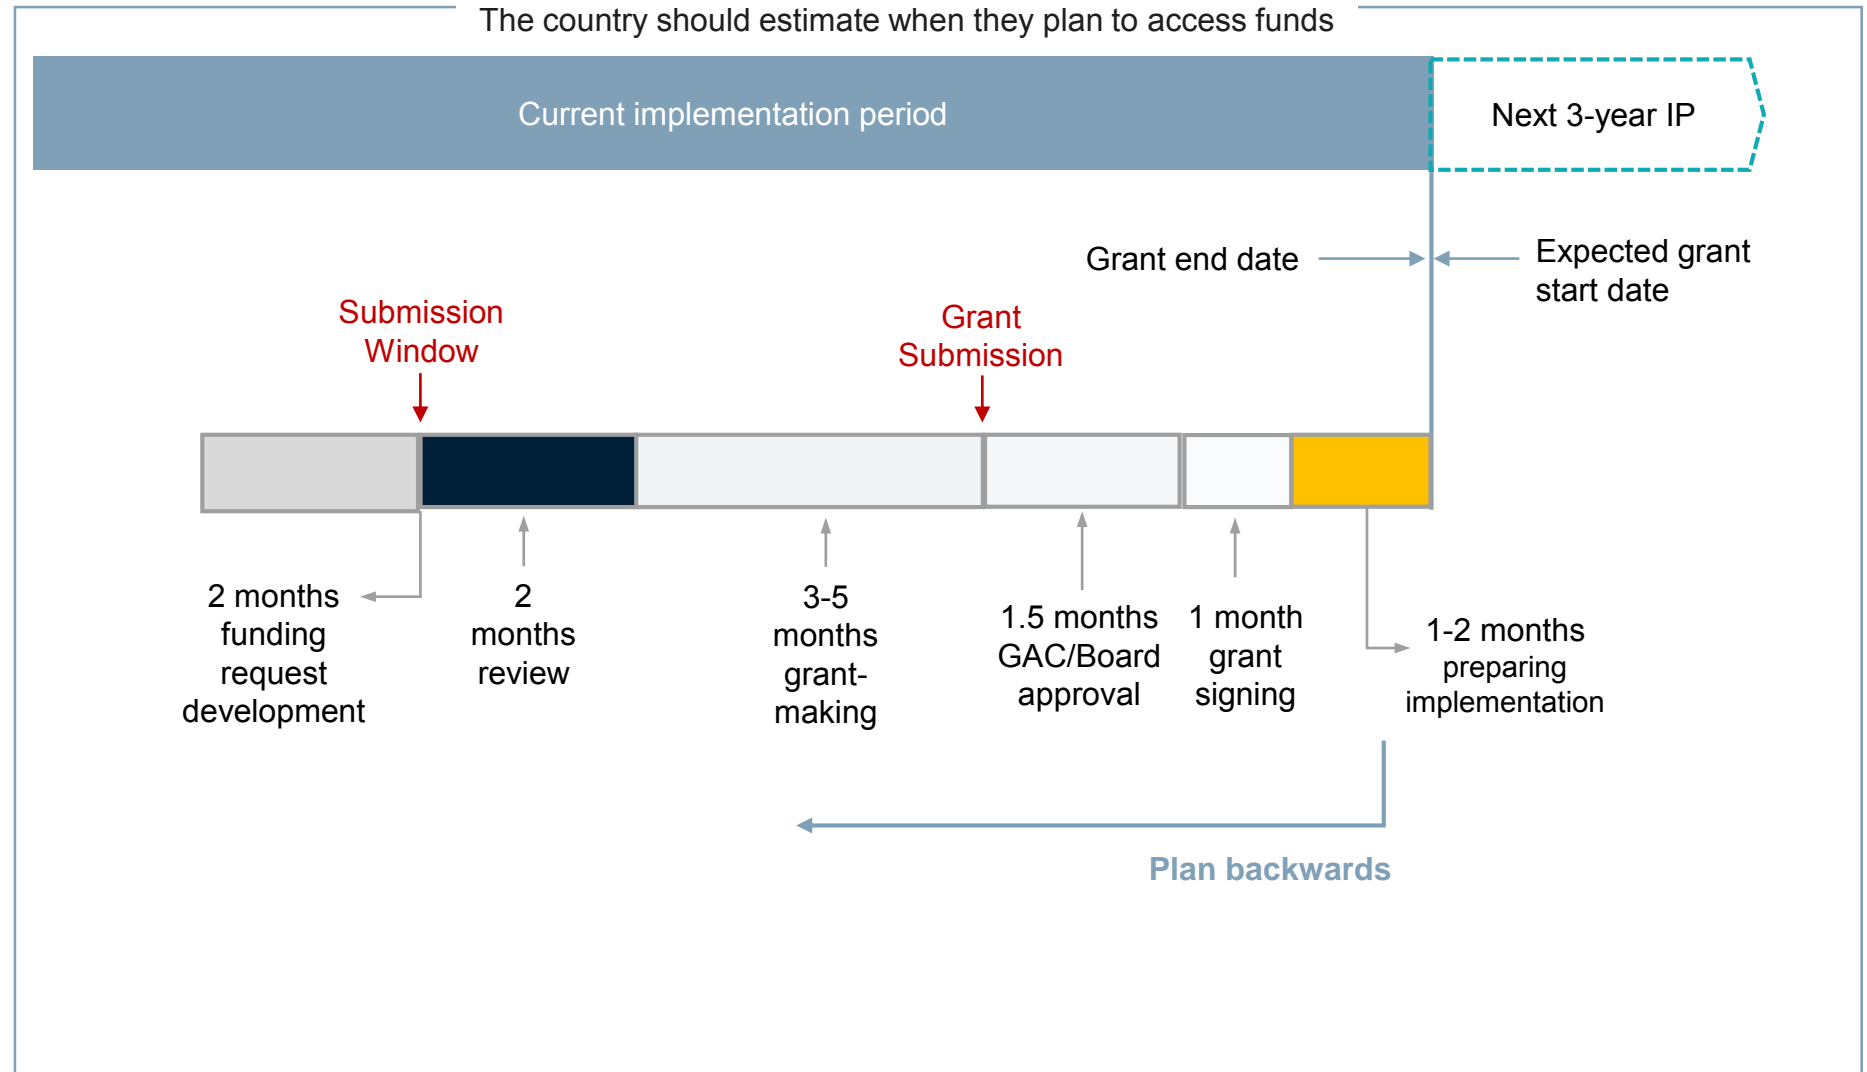 The country should estimate when they plan to access funds
Current implementation period
Next 3-year IP
Grant end date
Expected grant
start date
Submission
Window
Grant
Submission
2 months
funding
request
development
2
months
review
3-5
months
grant-
making
1.5 months
GAC/Board
approval
1 month
grant
signing
1-2 months
preparing
implementation
Plan backwards